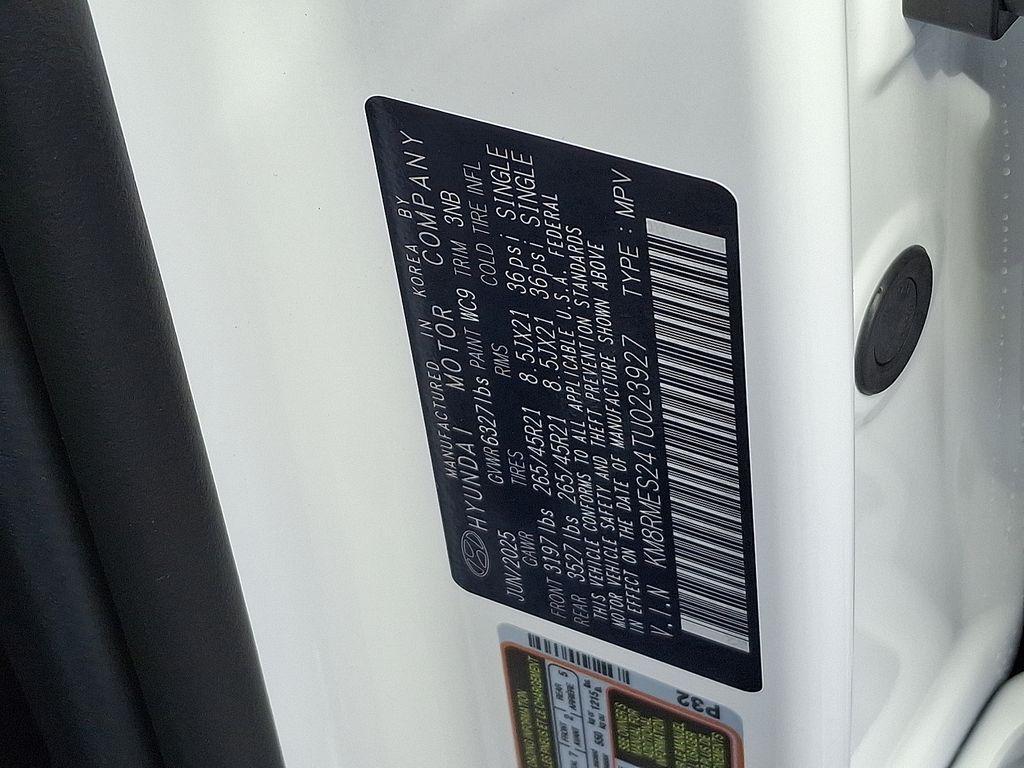 MANUFACTURED IN KOREA BY
HYUNDAI MOTOR COMPANY
JUN/2025 GVWR6327lbs PAINT WC9 TRIM 3NB
GAWR TIRES RIMS COLD TIRE INFL
FRONT 3197lbs 265/45R21 8.5JX21 36psi SINGLE
REAR 3527lbs 265/45R21 8.5JX21 36psi SINGLE
THIS VEHICLE CONFORMS TO ALL APPLICABLE U.S.A. FEDERAL
MOTOR VEHICLE SAFETY AND THEFT PREVENTION STANDARDS
IN EFFECT ON THE DATE OF MANUFACTURE SHOWN ABOVE
V.I.N KM8RMES24TU023927 TYPE : MPV
P32